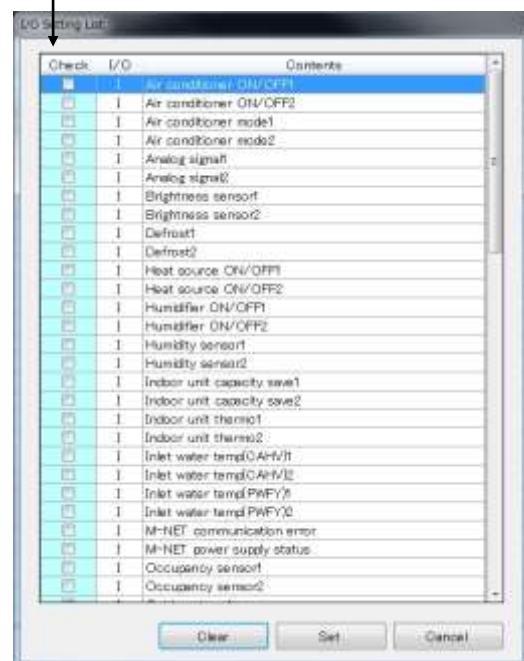 I/O Setting List
Check I/O Contents
I Air conditioner ON/OFF1
I Air conditioner ON/OFF2
I Air conditioner mode1
I Air conditioner mode2
I Analog signal1
I Analog signal2
I Brightness sensor1
I Brightness sensor2
I Defrost1
I Defrost2
I Heat source ON/OFF1
I Heat source ON/OFF2
I Humidifier ON/OFF1
I Humidifier ON/OFF2
I Humidity sensor1
I Humidity sensor2
I Indoor unit capacity save1
I Indoor unit capacity save2
I Indoor unit thermo1
I Indoor unit thermo2
I Inlet water temp(CAHV)1
I Inlet water temp(CAHV)2
I Inlet water temp(PWFY)1
I Inlet water temp(PWFY)2
I M-NET communication error
I M-NET power supply status
I Occupancy sensor1
I Occupancy sensor2
Clear Set Cancel